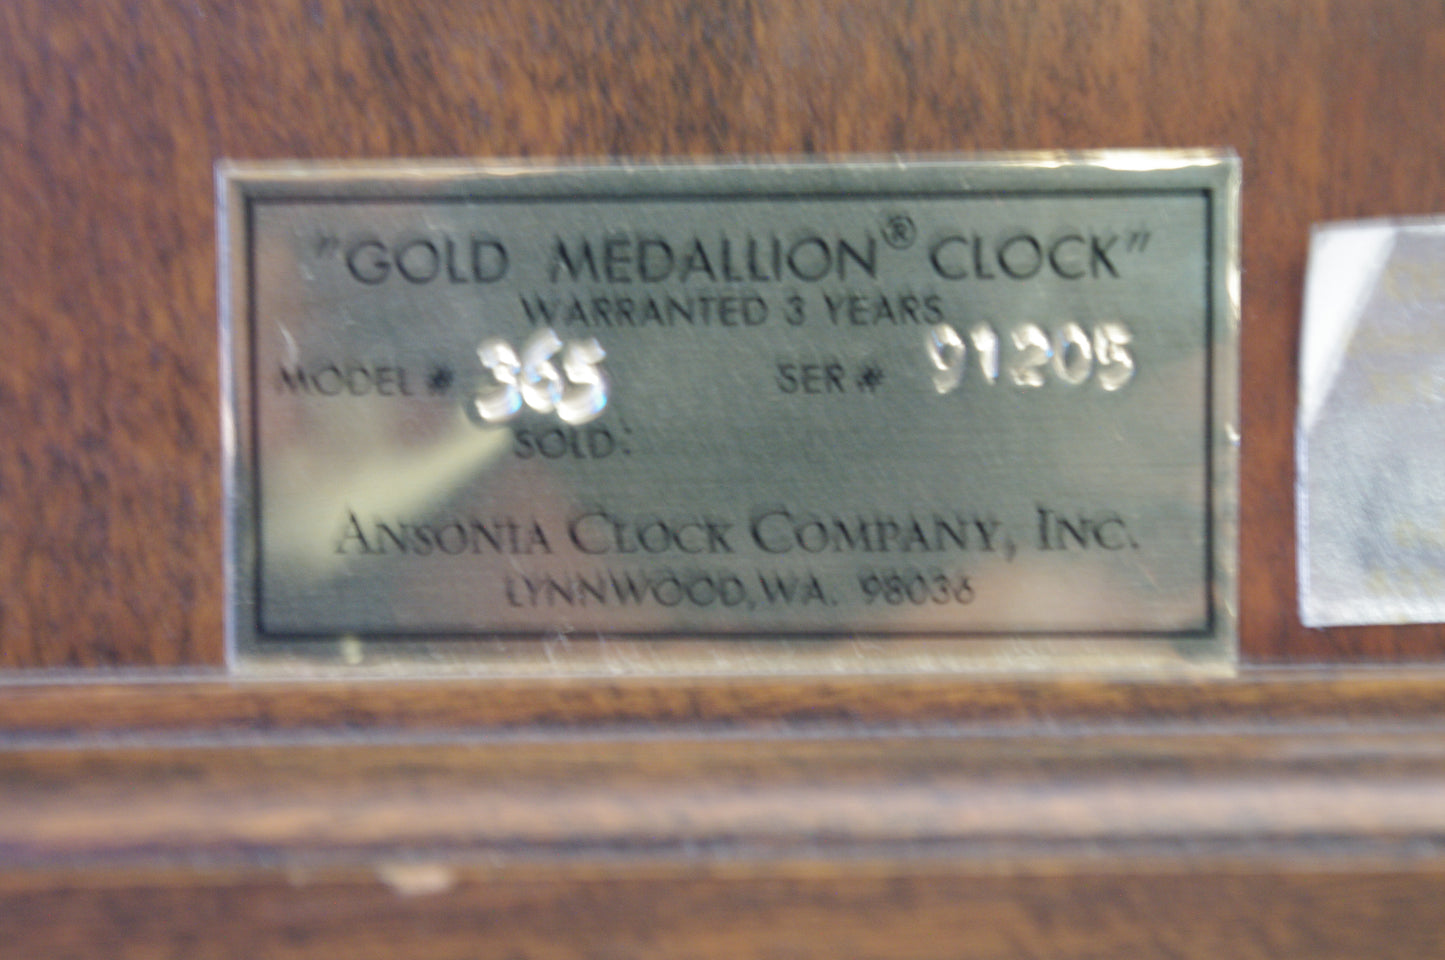 "GOLD MEDALLION® CLOCK"
WARRANTED 3 YEARS
MODEL # 365 SER # 91205
SOLD:
ANSONIA CLOCK COMPANY, INC.
LYNNWOOD, WA. 98036